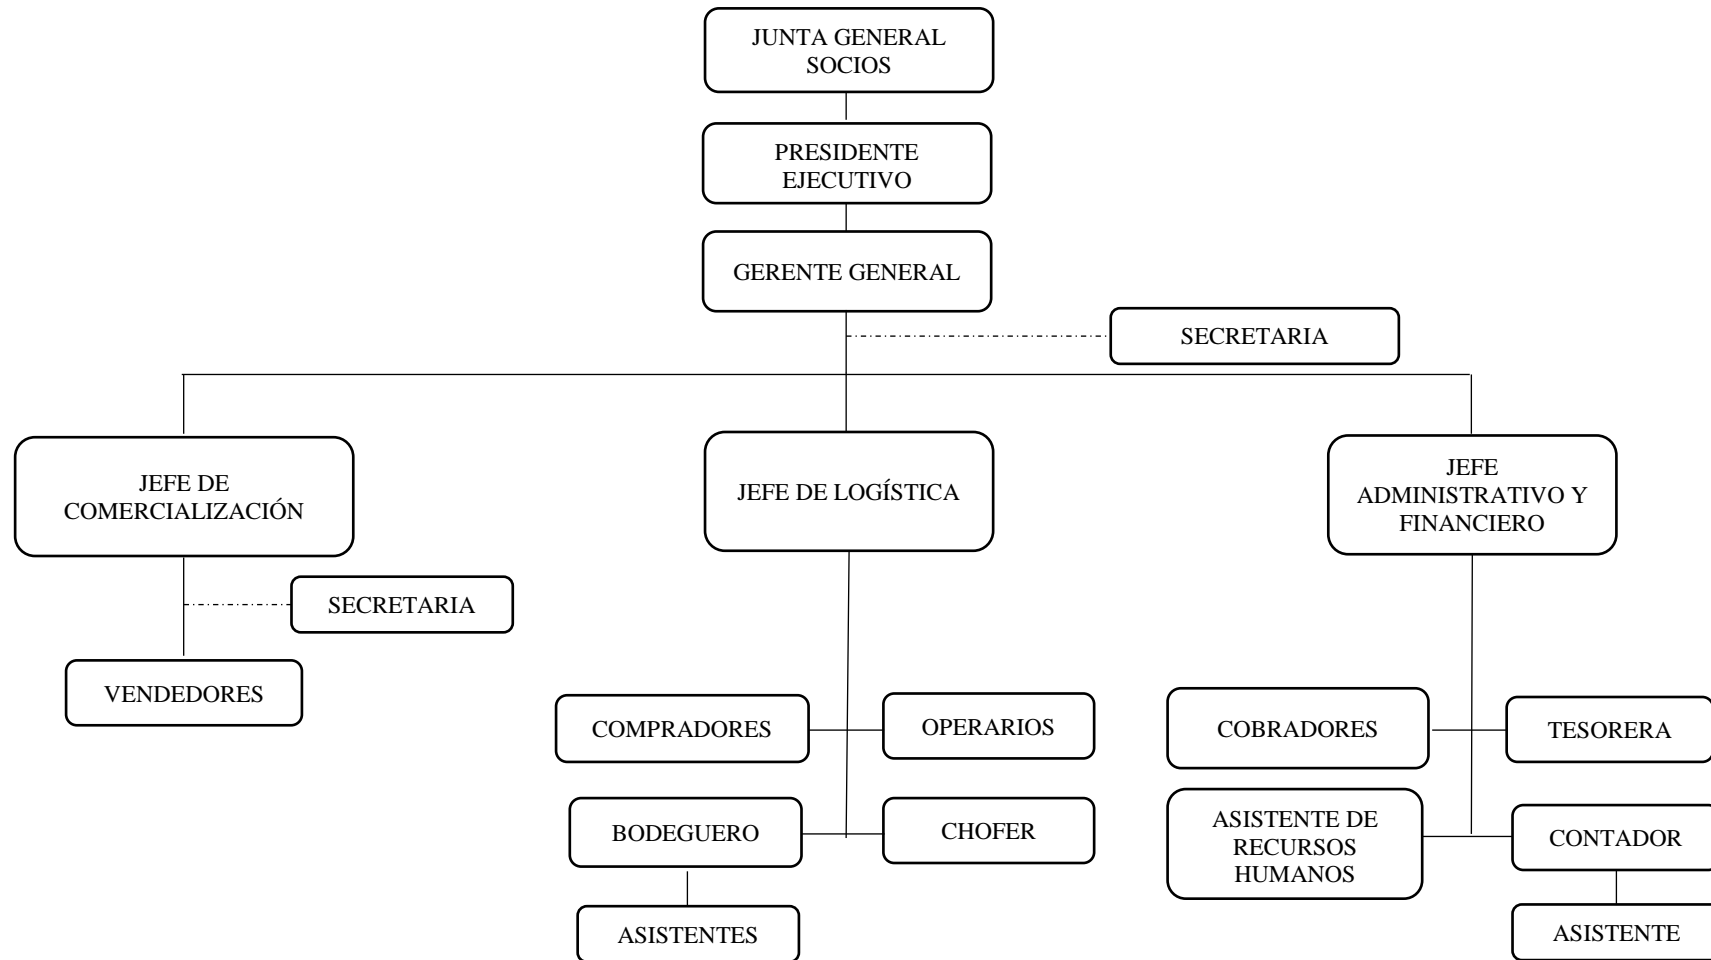 JUNTA GENERAL
SOCIOS
PRESIDENTE
EJECUTIVO
GERENTE GENERAL
SECRETARIA
JEFE DE
COMERCIALIZACIÓN
JEFE DE LOGÍSTICA
JEFE
ADMINISTRATIVO Y
FINANCIERO
SECRETARIA
VENDEDORES
COMPRADORES
OPERARIOS
COBRADORES
TESORERA
BODEGUERO
CHOFER
ASISTENTE DE
RECURSOS
HUMANOS
CONTADOR
ASISTENTES
ASISTENTE